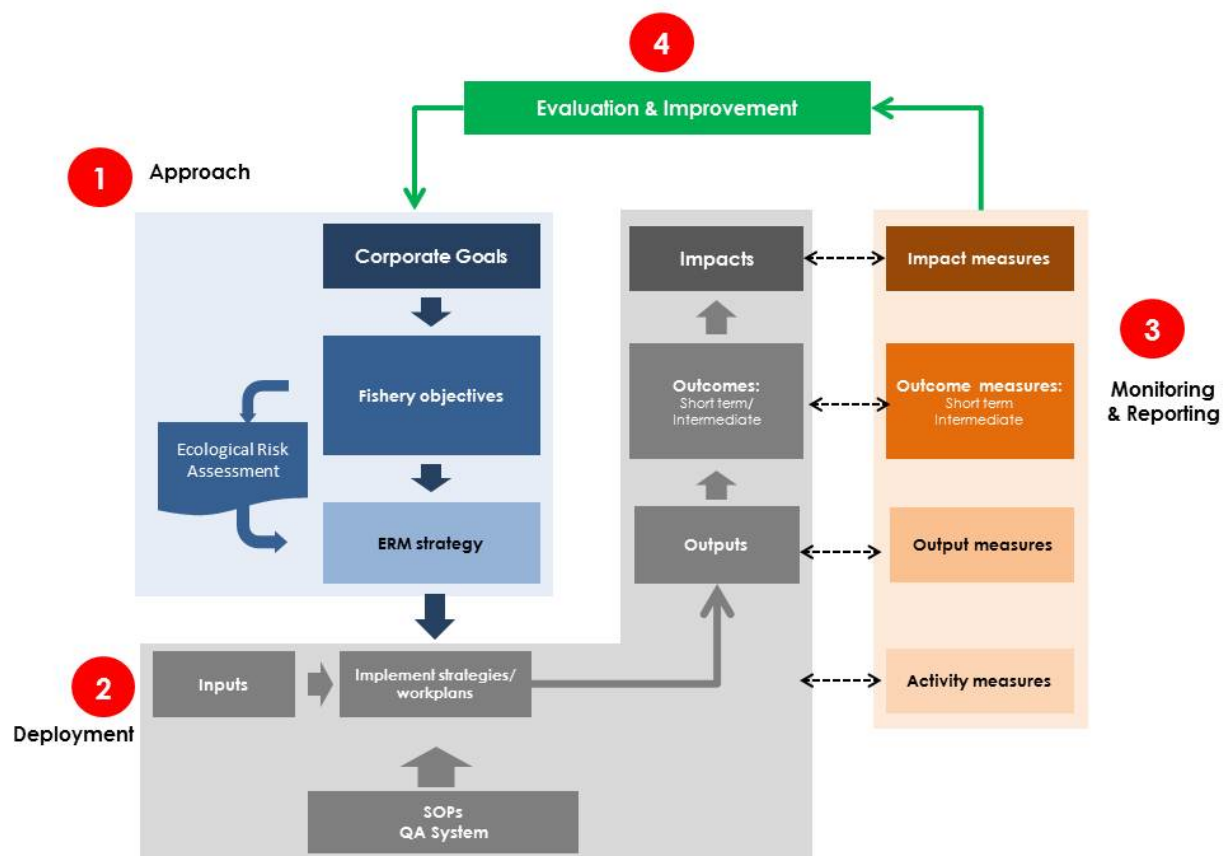 4
Evaluation & Improvement
1
Approach
Corporate Goals
Fishery objectives
Ecological Risk
Assessment
ERM strategy
2
Deployment
Inputs
Implement strategies/
workplans
SOPs
QA System
Impacts
Outcomes:
Short term/
Intermediate
Outputs
Impact measures
Outcome measures:
Short term
Intermediate
Output measures
Activity measures
3
Monitoring
& Reporting